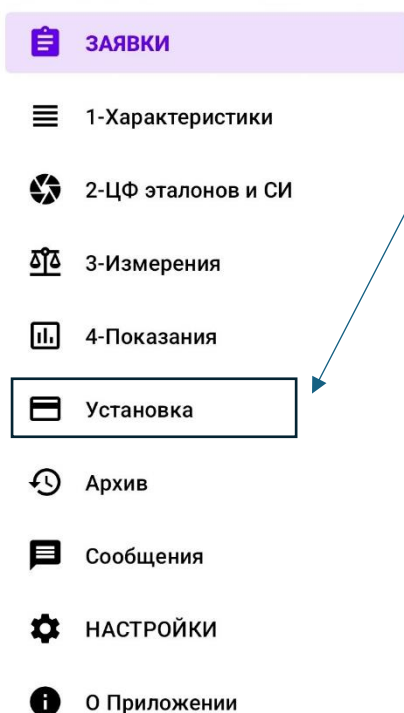 ЗАЯВКИ
1-Характеристики
2-ЦФ эталонов и СИ
3-Измерения
4-Показания
Установка
Архив
Сообщения
НАСТРОЙКИ
О Приложении